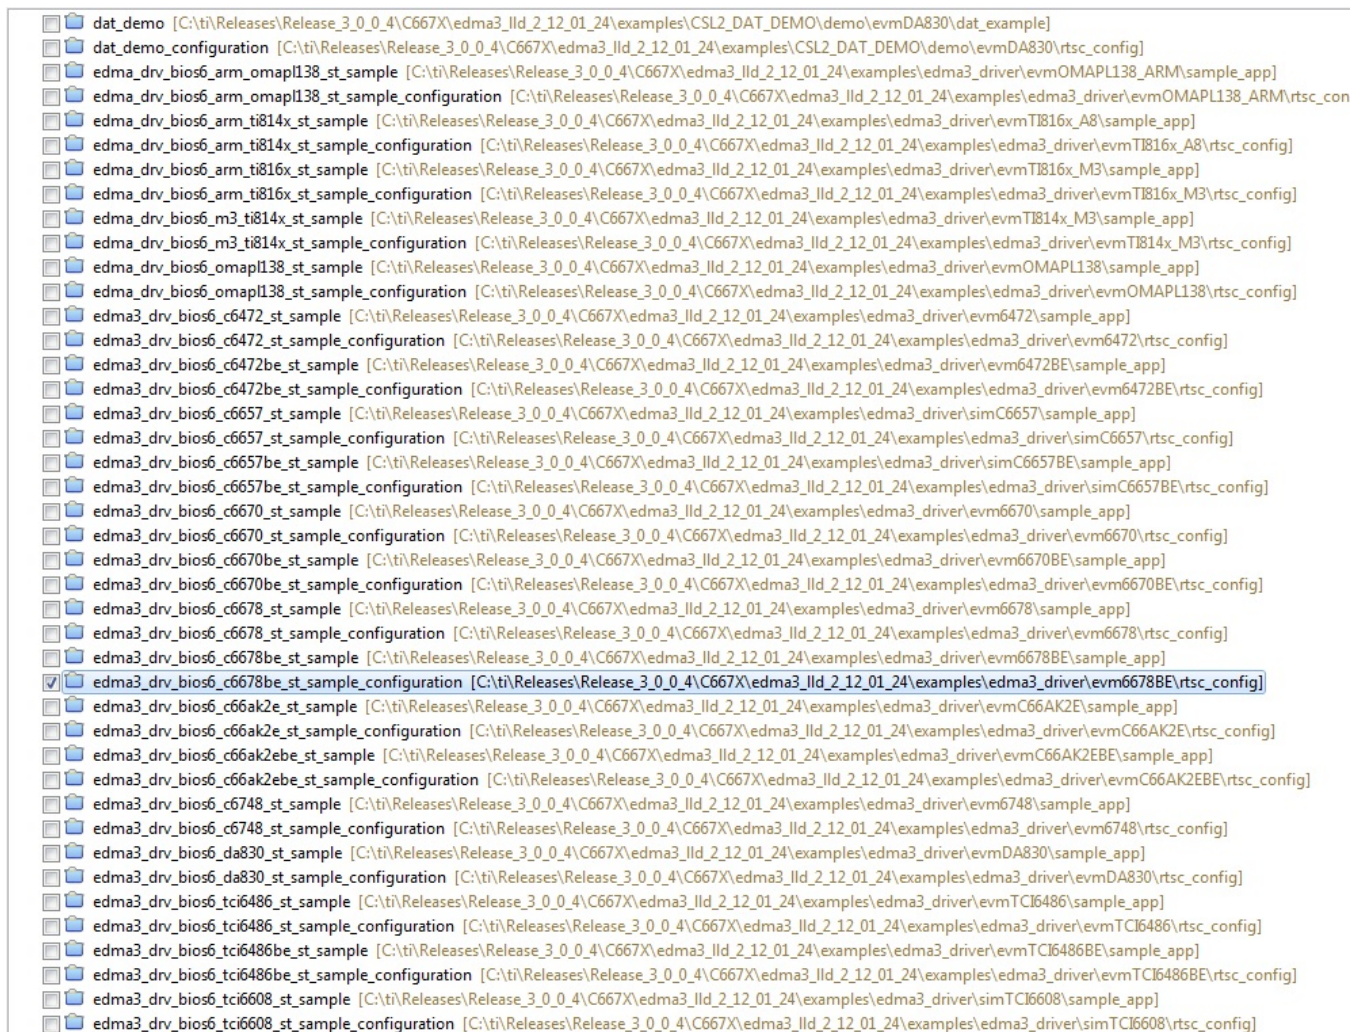 dat_demo [C:\ti\Releases\Release_3_0_0_4\C667X\edma3_lld_2_12_01_24\examples\CSL2_DAT_DEMO\demo\evmDA830\dat_example]
dat_demo_configuration [C:\ti\Releases\Release_3_0_0_4\C667X\edma3_lld_2_12_01_24\examples\CSL2_DAT_DEMO\demo\evmDA830\rtsc_config]
edma_drv_bios6_arm_omapl138_st_sample [C:\ti\Releases\Release_3_0_0_4\C667X\edma3_lld_2_12_01_24\examples\edma3_driver\evmOMAPL138_ARM\sample_app]
edma_drv_bios6_arm_omapl138_st_sample_configuration [C:\ti\Releases\Release_3_0_0_4\C667X\edma3_lld_2_12_01_24\examples\edma3_driver\evmOMAPL138_ARM\rtsc_con
edma_drv_bios6_arm_ti814x_st_sample [C:\ti\Releases\Release_3_0_0_4\C667X\edma3_lld_2_12_01_24\examples\edma3_driver\evmTI816x_A8\sample_app]
edma_drv_bios6_arm_ti814x_st_sample_configuration [C:\ti\Releases\Release_3_0_0_4\C667X\edma3_lld_2_12_01_24\examples\edma3_driver\evmTI816x_A8\rtsc_config]
edma_drv_bios6_arm_ti816x_st_sample [C:\ti\Releases\Release_3_0_0_4\C667X\edma3_lld_2_12_01_24\examples\edma3_driver\evmTI816x_M3\sample_app]
edma_drv_bios6_arm_ti816x_st_sample_configuration [C:\ti\Releases\Release_3_0_0_4\C667X\edma3_lld_2_12_01_24\examples\edma3_driver\evmTI816x_M3\rtsc_config]
edma_drv_bios6_m3_ti814x_st_sample [C:\ti\Releases\Release_3_0_0_4\C667X\edma3_lld_2_12_01_24\examples\edma3_driver\evmTI814x_M3\sample_app]
edma_drv_bios6_m3_ti814x_st_sample_configuration [C:\ti\Releases\Release_3_0_0_4\C667X\edma3_lld_2_12_01_24\examples\edma3_driver\evmTI814x_M3\rtsc_config]
edma_drv_bios6_omapl138_st_sample [C:\ti\Releases\Release_3_0_0_4\C667X\edma3_lld_2_12_01_24\examples\edma3_driver\evmOMAPL138\sample_app]
edma_drv_bios6_omapl138_st_sample_configuration [C:\ti\Releases\Release_3_0_0_4\C667X\edma3_lld_2_12_01_24\examples\edma3_driver\evmOMAPL138\rtsc_config]
edma3_drv_bios6_c6472_st_sample [C:\ti\Releases\Release_3_0_0_4\C667X\edma3_lld_2_12_01_24\examples\edma3_driver\evm6472\sample_app]
edma3_drv_bios6_c6472_st_sample_configuration [C:\ti\Releases\Release_3_0_0_4\C667X\edma3_lld_2_12_01_24\examples\edma3_driver\evm6472\rtsc_config]
edma3_drv_bios6_c6472be_st_sample [C:\ti\Releases\Release_3_0_0_4\C667X\edma3_lld_2_12_01_24\examples\edma3_driver\evm6472BE\sample_app]
edma3_drv_bios6_c6472be_st_sample_configuration [C:\ti\Releases\Release_3_0_0_4\C667X\edma3_lld_2_12_01_24\examples\edma3_driver\evm6472BE\rtsc_config]
edma3_drv_bios6_c6657_st_sample [C:\ti\Releases\Release_3_0_0_4\C667X\edma3_lld_2_12_01_24\examples\edma3_driver\simC6657\sample_app]
edma3_drv_bios6_c6657_st_sample_configuration [C:\ti\Releases\Release_3_0_0_4\C667X\edma3_lld_2_12_01_24\examples\edma3_driver\simC6657\rtsc_config]
edma3_drv_bios6_c6657be_st_sample [C:\ti\Releases\Release_3_0_0_4\C667X\edma3_lld_2_12_01_24\examples\edma3_driver\simC6657BE\sample_app]
edma3_drv_bios6_c6657be_st_sample_configuration [C:\ti\Releases\Release_3_0_0_4\C667X\edma3_lld_2_12_01_24\examples\edma3_driver\simC6657BE\rtsc_config]
edma3_drv_bios6_c6670_st_sample [C:\ti\Releases\Release_3_0_0_4\C667X\edma3_lld_2_12_01_24\examples\edma3_driver\evm6670\sample_app]
edma3_drv_bios6_c6670_st_sample_configuration [C:\ti\Releases\Release_3_0_0_4\C667X\edma3_lld_2_12_01_24\examples\edma3_driver\evm6670\rtsc_config]
edma3_drv_bios6_c6670be_st_sample [C:\ti\Releases\Release_3_0_0_4\C667X\edma3_lld_2_12_01_24\examples\edma3_driver\evm6670BE\sample_app]
edma3_drv_bios6_c6670be_st_sample_configuration [C:\ti\Releases\Release_3_0_0_4\C667X\edma3_lld_2_12_01_24\examples\edma3_driver\evm6670BE\rtsc_config]
edma3_drv_bios6_c6678_st_sample [C:\ti\Releases\Release_3_0_0_4\C667X\edma3_lld_2_12_01_24\examples\edma3_driver\evm6678\sample_app]
edma3_drv_bios6_c6678_st_sample_configuration [C:\ti\Releases\Release_3_0_0_4\C667X\edma3_lld_2_12_01_24\examples\edma3_driver\evm6678\rtsc_config]
edma3_drv_bios6_c6678be_st_sample [C:\ti\Releases\Release_3_0_0_4\C667X\edma3_lld_2_12_01_24\examples\edma3_driver\evm6678BE\sample_app]
edma3_drv_bios6_c6678be_st_sample_configuration [C:\ti\Releases\Release_3_0_0_4\C667X\edma3_lld_2_12_01_24\examples\edma3_driver\evm6678BE\rtsc_config]
edma3_drv_bios6_c66ak2e_st_sample [C:\ti\Releases\Release_3_0_0_4\C667X\edma3_lld_2_12_01_24\examples\edma3_driver\evmC66AK2E\sample_app]
edma3_drv_bios6_c66ak2e_st_sample_configuration [C:\ti\Releases\Release_3_0_0_4\C667X\edma3_lld_2_12_01_24\examples\edma3_driver\evmC66AK2E\rtsc_config]
edma3_drv_bios6_c66ak2ebe_st_sample [C:\ti\Releases\Release_3_0_0_4\C667X\edma3_lld_2_12_01_24\examples\edma3_driver\evmC66AK2EBE\sample_app]
edma3_drv_bios6_c66ak2ebe_st_sample_configuration [C:\ti\Releases\Release_3_0_0_4\C667X\edma3_lld_2_12_01_24\examples\edma3_driver\evmC66AK2EBE\rtsc_config]
edma3_drv_bios6_c6748_st_sample [C:\ti\Releases\Release_3_0_0_4\C667X\edma3_lld_2_12_01_24\examples\edma3_driver\evm6748\sample_app]
edma3_drv_bios6_c6748_st_sample_configuration [C:\ti\Releases\Release_3_0_0_4\C667X\edma3_lld_2_12_01_24\examples\edma3_driver\evm6748\rtsc_config]
edma3_drv_bios6_da830_st_sample [C:\ti\Releases\Release_3_0_0_4\C667X\edma3_lld_2_12_01_24\examples\edma3_driver\evmDA830\sample_app]
edma3_drv_bios6_da830_st_sample_configuration [C:\ti\Releases\Release_3_0_0_4\C667X\edma3_lld_2_12_01_24\examples\edma3_driver\evmDA830\rtsc_config]
edma3_drv_bios6_tci6486_st_sample [C:\ti\Releases\Release_3_0_0_4\C667X\edma3_lld_2_12_01_24\examples\edma3_driver\evmTCI6486\sample_app]
edma3_drv_bios6_tci6486_st_sample_configuration [C:\ti\Releases\Release_3_0_0_4\C667X\edma3_lld_2_12_01_24\examples\edma3_driver\evmTCI6486\rtsc_config]
edma3_drv_bios6_tci6486be_st_sample [C:\ti\Releases\Release_3_0_0_4\C667X\edma3_lld_2_12_01_24\examples\edma3_driver\evmTCI6486BE\sample_app]
edma3_drv_bios6_tci6486be_st_sample_configuration [C:\ti\Releases\Release_3_0_0_4\C667X\edma3_lld_2_12_01_24\examples\edma3_driver\evmTCI6486BE\rtsc_config]
edma3_drv_bios6_tci6608_st_sample [C:\ti\Releases\Release_3_0_0_4\C667X\edma3_lld_2_12_01_24\examples\edma3_driver\simTCI6608\sample_app]
edma3_drv_bios6_tci6608_st_sample_configuration [C:\ti\Releases\Release_3_0_0_4\C667X\edma3_lld_2_12_01_24\examples\edma3_driver\simTCI6608\rtsc_config]